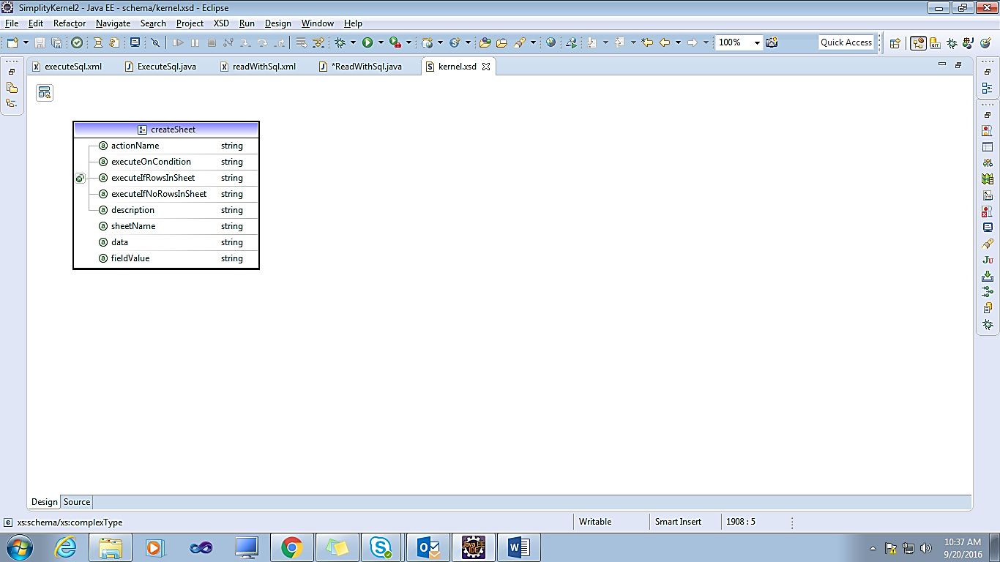 SimplityKernel2 - Java EE - schema/kernel.xsd - Eclipse
File Edit Refactor Navigate Search Project XSD Run Design Window Help
100% Quick Access
executeSql.xml ExecuteSql.java readWithSql.xml *ReadWithSql.java kernel.xsd
createSheet
actionName string
executeOnCondition string
executeIfRowsInSheet string
executeIfNoRowsInSheet string
description string
sheetName string
data string
fieldValue string
Design Source
xs:schema/xs:complexType Writable Smart Insert 1908 : 5
10:37 AM
9/20/2016